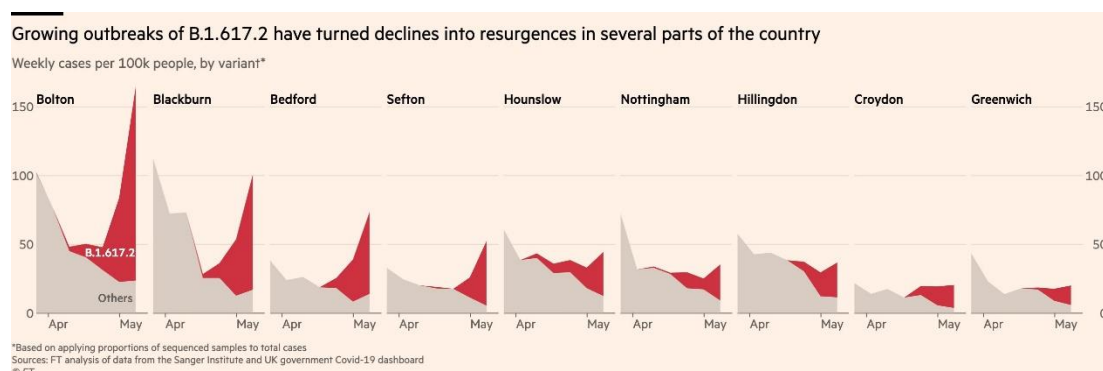 Growing outbreaks of B.1.617.2 have turned declines into resurgences in several parts of the country
Weekly cases per 100k people, by variant*
Bolton Blackburn Bedford Sefton Hounslow Nottingham Hillingdon Croydon Greenwich
150 150
100 100
50 50
B.1.617.2
Others
0 0
Apr May Apr May Apr May Apr May Apr May Apr May Apr May Apr May Apr May
*Based on applying proportions of sequenced samples to total cases
Sources: FT analysis of data from the Sanger Institute and UK government Covid-19 dashboard
© FT